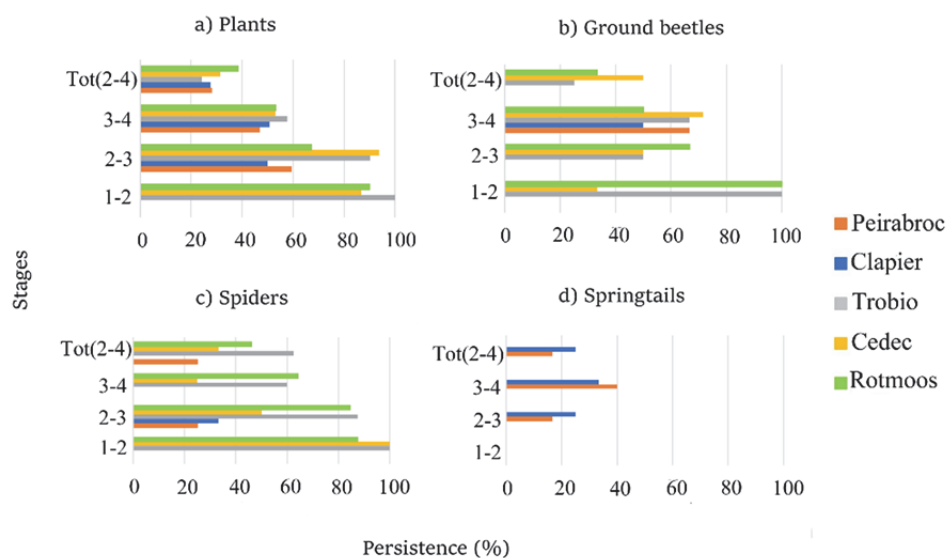 a) Plants
Tot(2-4)
3-4
2-3
1-2
0 20 40 60 80 100
b) Ground beetles
Tot(2-4)
3-4
2-3
1-2
0 20 40 60 80 100
Stages
c) Spiders
Tot(2-4)
3-4
2-3
1-2
0 20 40 60 80 100
d) Springtails
Tot(2-4)
3-4
2-3
1-2
0 20 40 60 80 100
Peirabroc
Clapier
Trobio
Cedec
Rotmoos
Persistence (%)